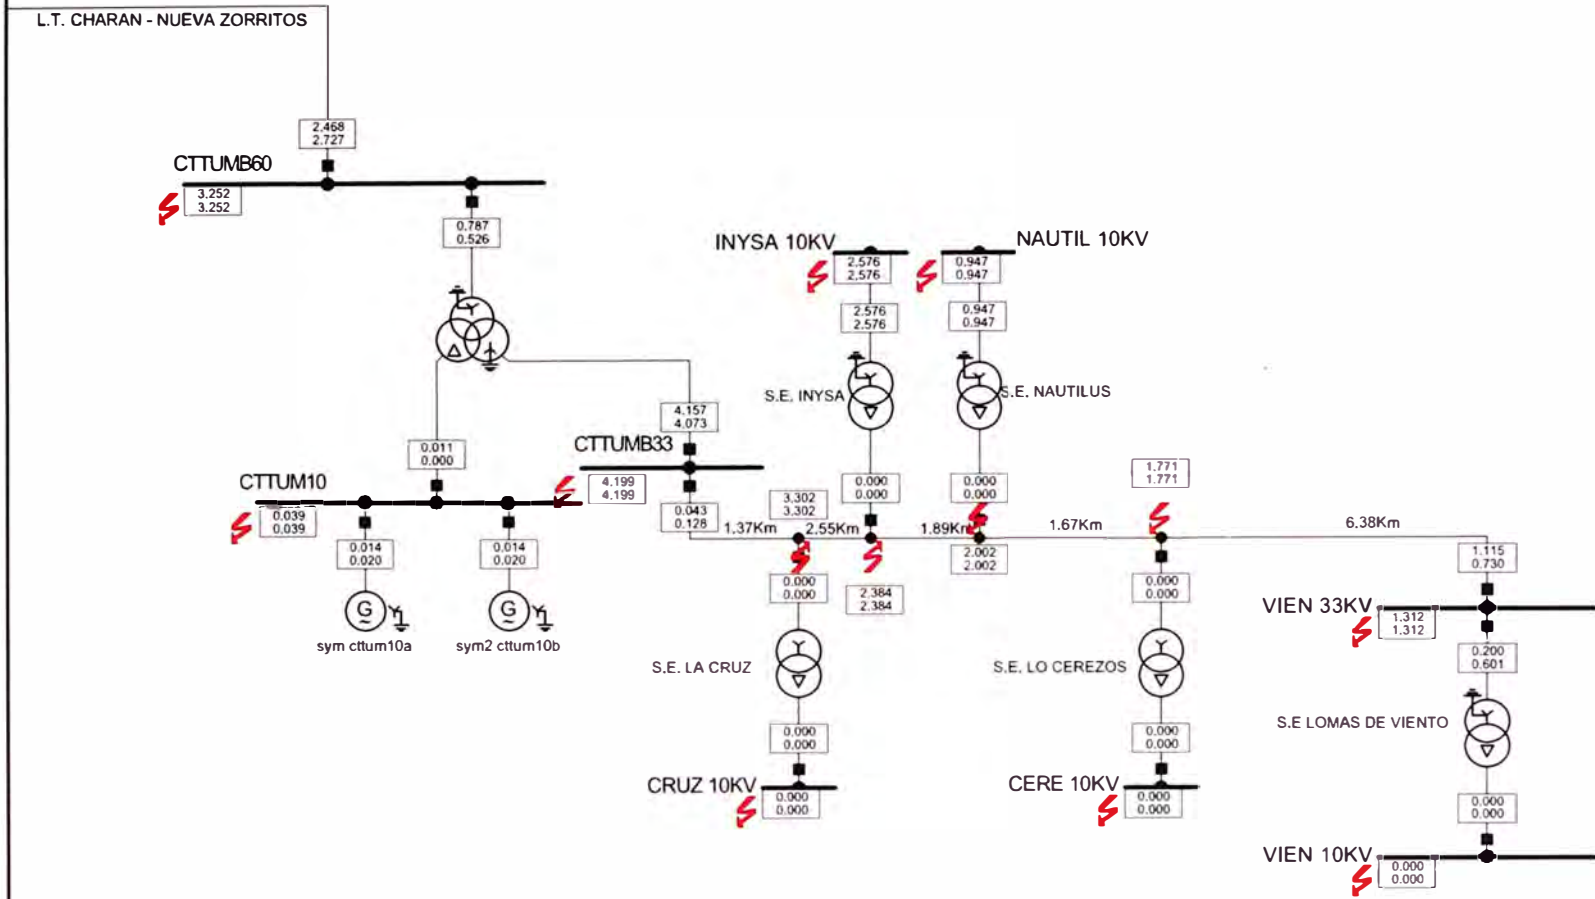 L.T. CHARAN - NUEVA ZORRITOS
2.468
2.727
CTTUMB60
3.252
3.252
0.787
0.526
INYSA 10KV
2.576
2.576
NAUTIL 10KV
0.947
0.947
2.576
2.576
0.947
0.947
S.E. INYSA
S.E. NAUTILUS
4.157
4.073
CTTUMB33
4.199
4.199
0.011
0.000
CTTUM10
0.039
0.039
0.043
0.128
3.302
3.302
0.000
0.000
0.000
0.000
1.771
1.771
1.37Km
2.55Km
1.89Km
1.67Km
6.38Km
0.014
0.020
0.014
0.020
2.002
2.002
1.115
0.730
0.000
0.000
2.384
2.384
0.000
0.000
G
~
G
~
sym cttum10a
sym2 cttum10b
VIEN 33KV
1.312
1.312
S.E. LA CRUZ
S.E. LO CEREZOS
0.200
0.601
S.E LOMAS DE VIENTO
0.000
0.000
0.000
0.000
CRUZ 10KV
0.000
0.000
CERE 10KV
0.000
0.000
0.000
0.000
VIEN 10KV
0.000
0.000